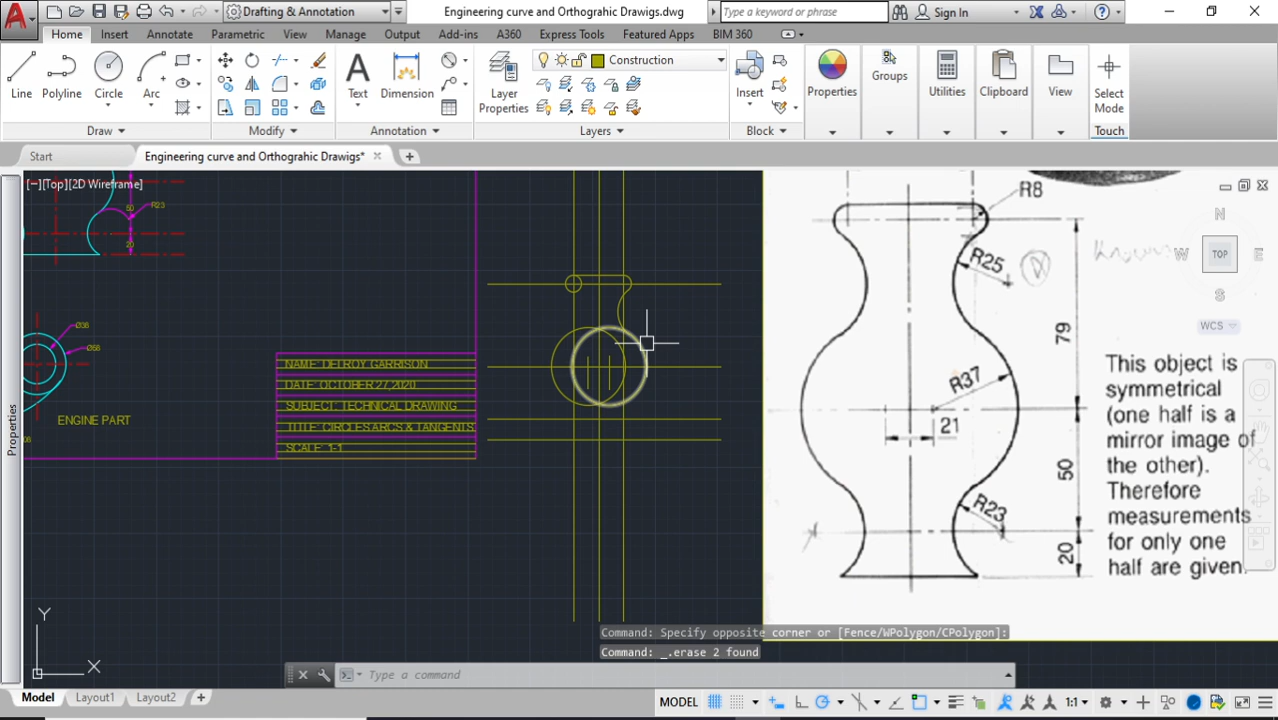 Drafting & Annotation
Engineering curve and Orthograhic Drawigs.dwg
Type a keyword or phrase
Sign In
Home Insert Annotate Parametric View Manage Output Add-ins A360 Express Tools Featured Apps BIM 360
Line Polyline Circle Arc
Text Dimension
Layer Properties
Construction
Insert
Properties
Groups
Utilities
Clipboard
View
Select Mode
Draw Modify Annotation Layers Block Touch
Start
Engineering curve and Orthograhic Drawigs*
[−][Top][2D Wireframe]
50
R23
20
Ø38
Ø58
ENGINE PART
NAME: DELROY GARRISON
DATE: OCTOBER 27,2020
SUBJECT: TECHNICAL DRAWING
TITLE: CIRCLES ARCS & TANGENTS
SCALE: 1-1
R8
R25
79
R37
21
50
R23
20
This object is
symmetrical
(one half is a
mirror image of
the other).
Therefore
measurements
for only one
half are given.
N
W TOP E
S
WCS
Properties
Y
X
Command: Specify opposite corner or [Fence/WPolygon/CPolygon]:
Command: _.erase 2 found
Type a command
Model Layout1 Layout2
MODEL
1:1